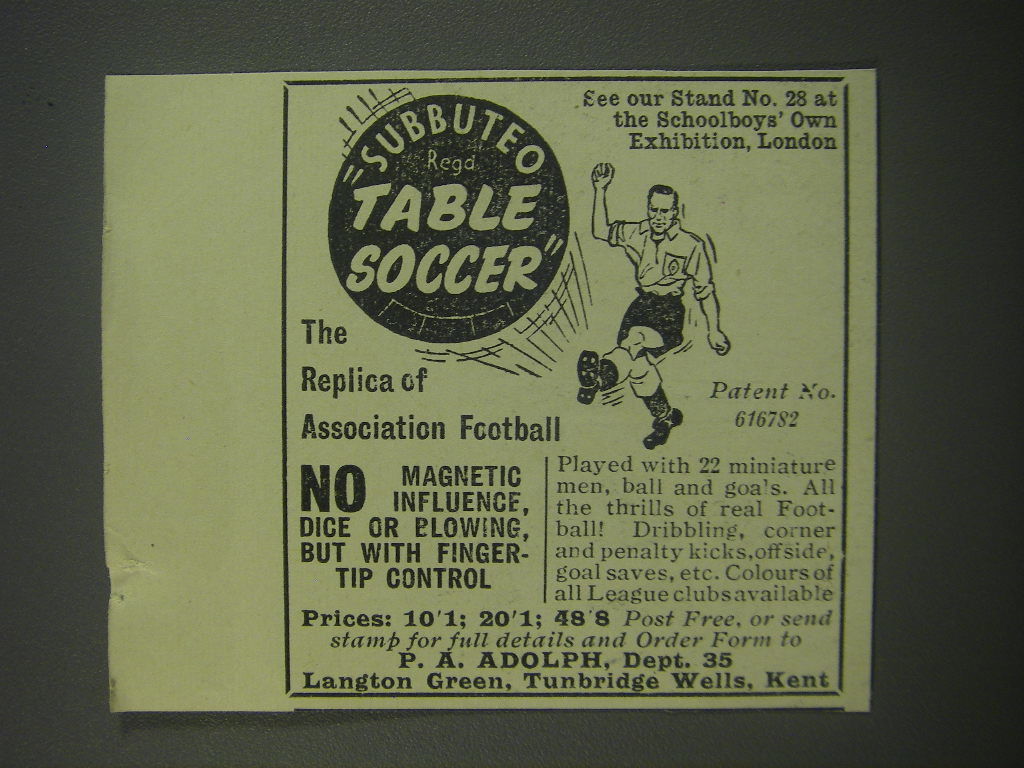 "SUBBUTEO
Regd
TABLE
SOCCER"
See our Stand No. 28 at
the Schoolboys' Own
Exhibition, London
The
Replica of
Association Football
Patent No.
616782
NO MAGNETIC
INFLUENCE,
DICE OR BLOWING,
BUT WITH FINGER-
TIP CONTROL
Played with 22 miniature
men, ball and goals. All
the thrills of real Foot-
ball! Dribbling, corner
and penalty kicks, offside,
goal saves, etc. Colours of
all League clubs available
Prices: 10'1; 20'1; 48'8 Post Free, or send
stamp for full details and Order Form to
P. A. ADOLPH, Dept. 35
Langton Green, Tunbridge Wells, Kent